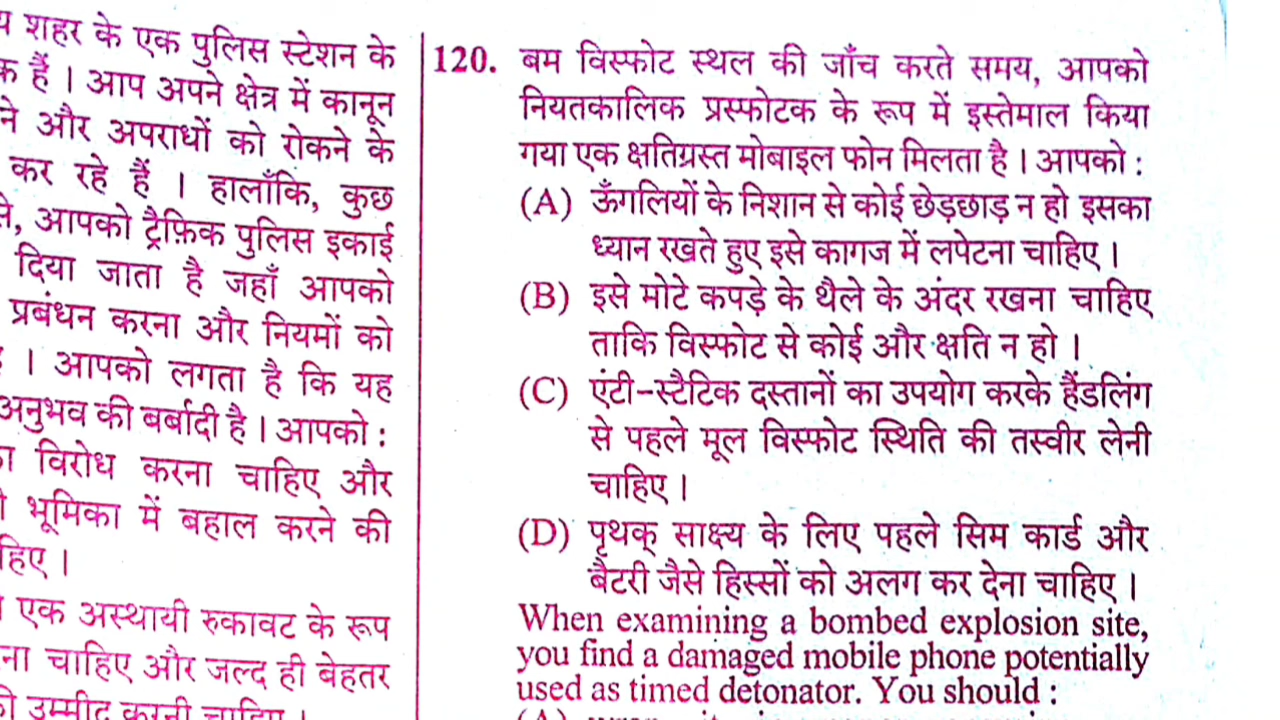 य शहर के एक पुलिस स्टेशन के
क हैं । आप अपने क्षेत्र में कानून
ने और अपराधों को रोकने के
कर रहे हैं । हालाँकि, कुछ
से, आपको ट्रैफ़िक पुलिस इकाई
दिया जाता है जहाँ आपको
प्रबंधन करना और नियमों को
। आपको लगता है कि यह
अनुभव की बर्बादी है । आपको :
विरोध करना चाहिए और
भूमिका में बहाल करने की
हिए ।
एक अस्थायी रुकावट के रूप
ना चाहिए और जल्द ही बेहतर
की उम्मीद करनी चाहिए ।
120. बम विस्फोट स्थल की जाँच करते समय, आपको
नियतकालिक प्रस्फोटक के रूप में इस्तेमाल किया
गया एक क्षतिग्रस्त मोबाइल फोन मिलता है । आपको :
(A) ऊँगलियों के निशान से कोई छेड़छाड़ न हो इसका
ध्यान रखते हुए इसे कागज में लपेटना चाहिए ।
(B) इसे मोटे कपड़े के थैले के अंदर रखना चाहिए
ताकि विस्फोट से कोई और क्षति न हो ।
(C) एंटी-स्टैटिक दस्तानों का उपयोग करके हैंडलिंग
से पहले मूल विस्फोट स्थिति की तस्वीर लेनी
चाहिए ।
(D) पृथक् साक्ष्य के लिए पहले सिम कार्ड और
बैटरी जैसे हिस्सों को अलग कर देना चाहिए ।
When examining a bombed explosion site,
you find a damaged mobile phone potentially
used as timed detonator. You should :